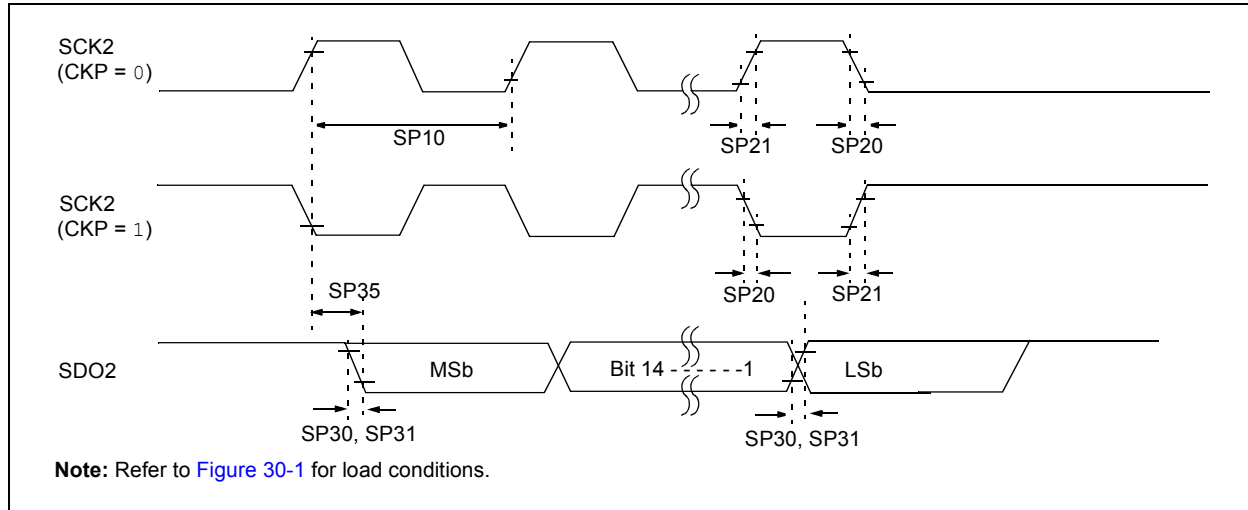 SCK2
(CKP = 0)
SP10
SP21
SP20
SCK2
(CKP = 1)
SP35
SP20
SP21
SDO2
MSb
Bit 14 - - - - - -1
LSb
SP30, SP31
SP30, SP31
Note: Refer to Figure 30-1 for load conditions.